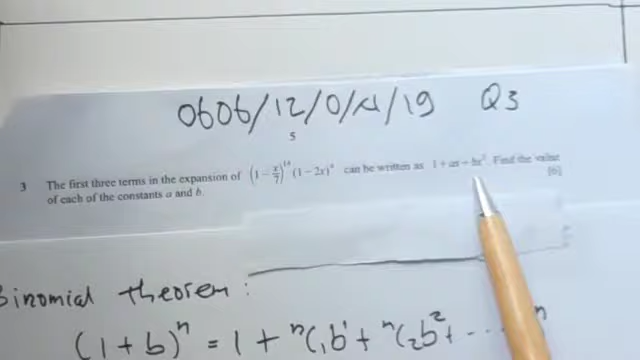 0606/12/O/N/19 Q3
5
3 The first three terms in the expansion of (1 − x/7)¹⁴ (1 − 2x)⁴ can be written as 1 + ax + bx². Find the value
of each of the constants a and b. [6]
Binomial theorem:
(1 + b)ⁿ = 1 + ⁿC₁b¹ + ⁿC₂b² + ⋯ n